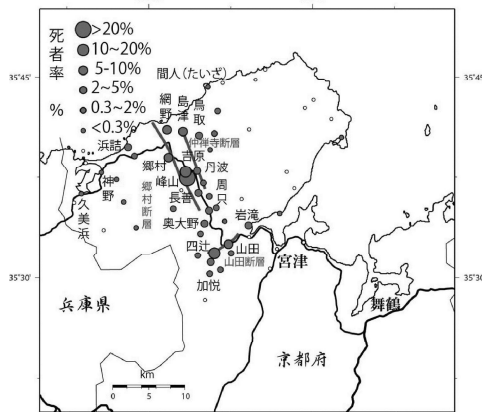 死者率 %
>20%
10~20%
5-10%
2~5%
0.3~2%
<0.3%
35°45'
35°45'
間人(たいざ)
網野
島津
鳥取
浜詰
仲禅寺断層
吉原
郷村
丹波
峰山
神野
郷村断層
周只
長善
久美浜
岩滝
奥大野
四辻
山田
山田断層
宮津
35°30'
35°30'
加悦
舞鶴
兵庫県
京都府
km
0
5
10